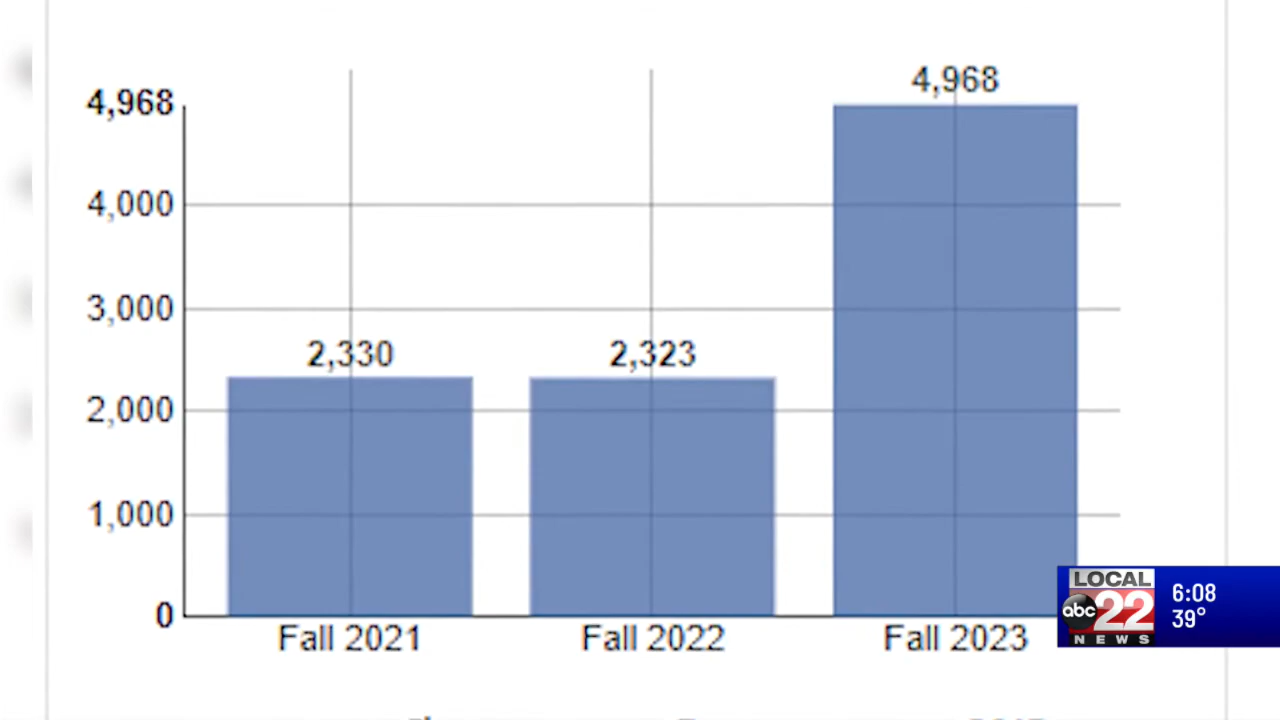 4,968
4,968
4,000
3,000
2,330
2,323
2,000
1,000
0
Fall 2021
Fall 2022
Fall 2023
LOCAL
abc 22
NEWS
6:08
39°